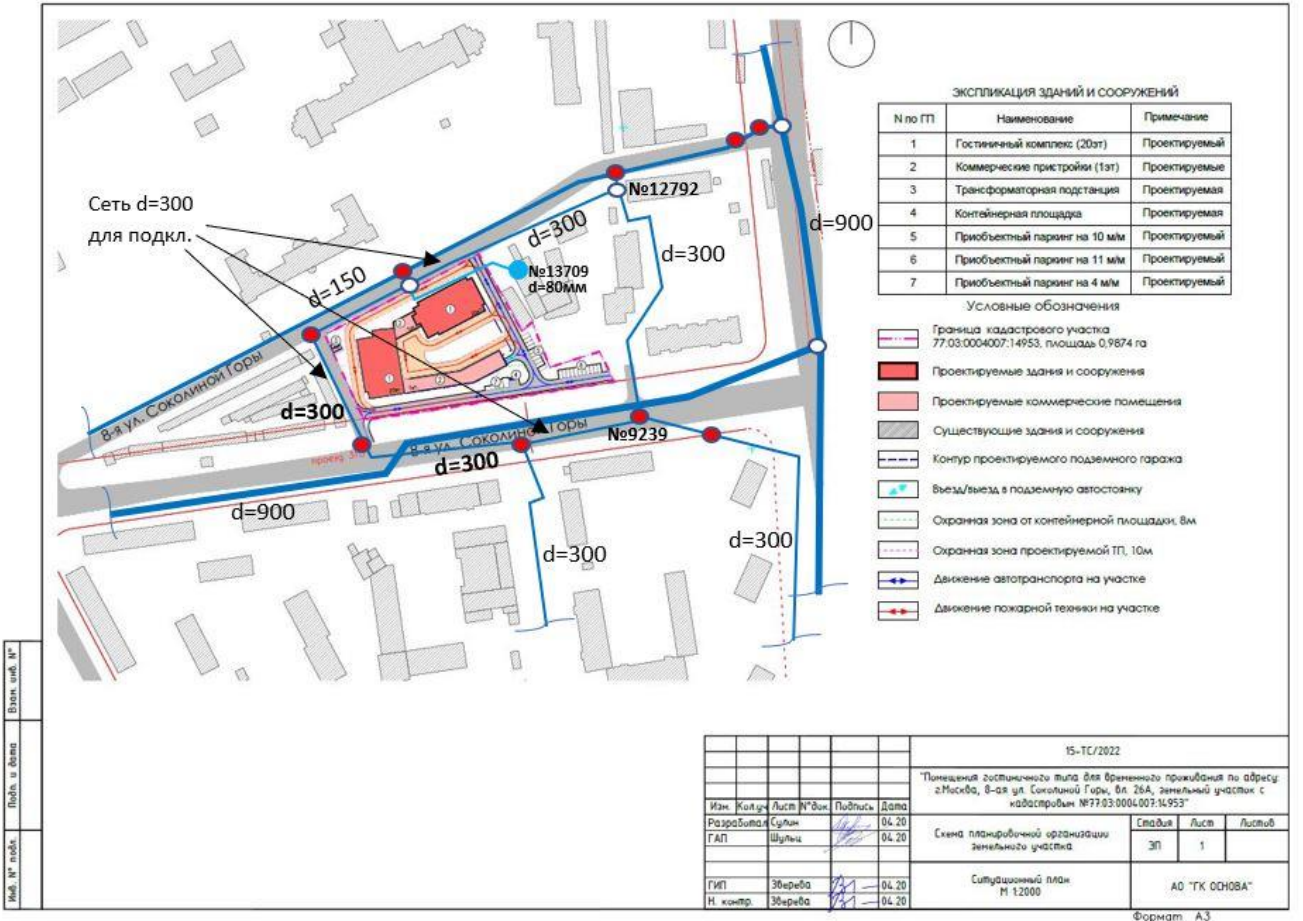 Сеть d=300
для подкл.
№12792
d=300
d=300
d=900
№13709
d=80мм
d=150
8-я ул. Соколиной Горы
d=300
8-я ул. Соколиной Горы
№9239
d=300
d=900
d=300
d=300
ЭКСПЛИКАЦИЯ ЗДАНИЙ И СООРУЖЕНИЙ
N по ГП Наименование Примечание
1 Гостиничный комплекс (20эт) Проектируемый
2 Коммерческие пристройки (1эт) Проектируемые
3 Трансформаторная подстанция Проектируемая
4 Контейнерная площадка Проектируемая
5 Приобъектный паркинг на 10 м/м Проектируемый
6 Приобъектный паркинг на 11 м/м Проектируемый
7 Приобъектный паркинг на 4 м/м Проектируемый
Условные обозначения
Граница кадастрового участка
77:03:0004007:14953, площадь 0,9874 га
Проектируемые здания и сооружения
Проектируемые коммерческие помещения
Существующие здания и сооружения
Контур проектируемого подземного гаража
Въезд/выезд в подземную автостоянку
Охранная зона от контейнерной площадки, 8м
Охранная зона проектируемой ТП, 10м
Движение автотранспорта на участке
Движение пожарной техники на участке
Взам. инв. N°
Подп. и дата
Инв. N° подл.
15-ТС/2022
"Помещения гостиничного типа для временного проживания по адресу:
г.Москва, 8-ая ул. Соколиной Горы, вл. 26А, земельный участок с
кадастровым №77:03:0004007:14953"
Изм. Кол.уч Лист N°док. Подпись Дата
Разработал Сулин 04.20
ГАП Шульц 04.20
ГИП Зверева 04.20
Н. контр. Зверева 04.20
Схема планировочной организации
земельного участка
Стадия Лист Листов
ЭП 1
Ситуационный план
М 1:2000
АО "ГК ОСНОВА"
Формат А3